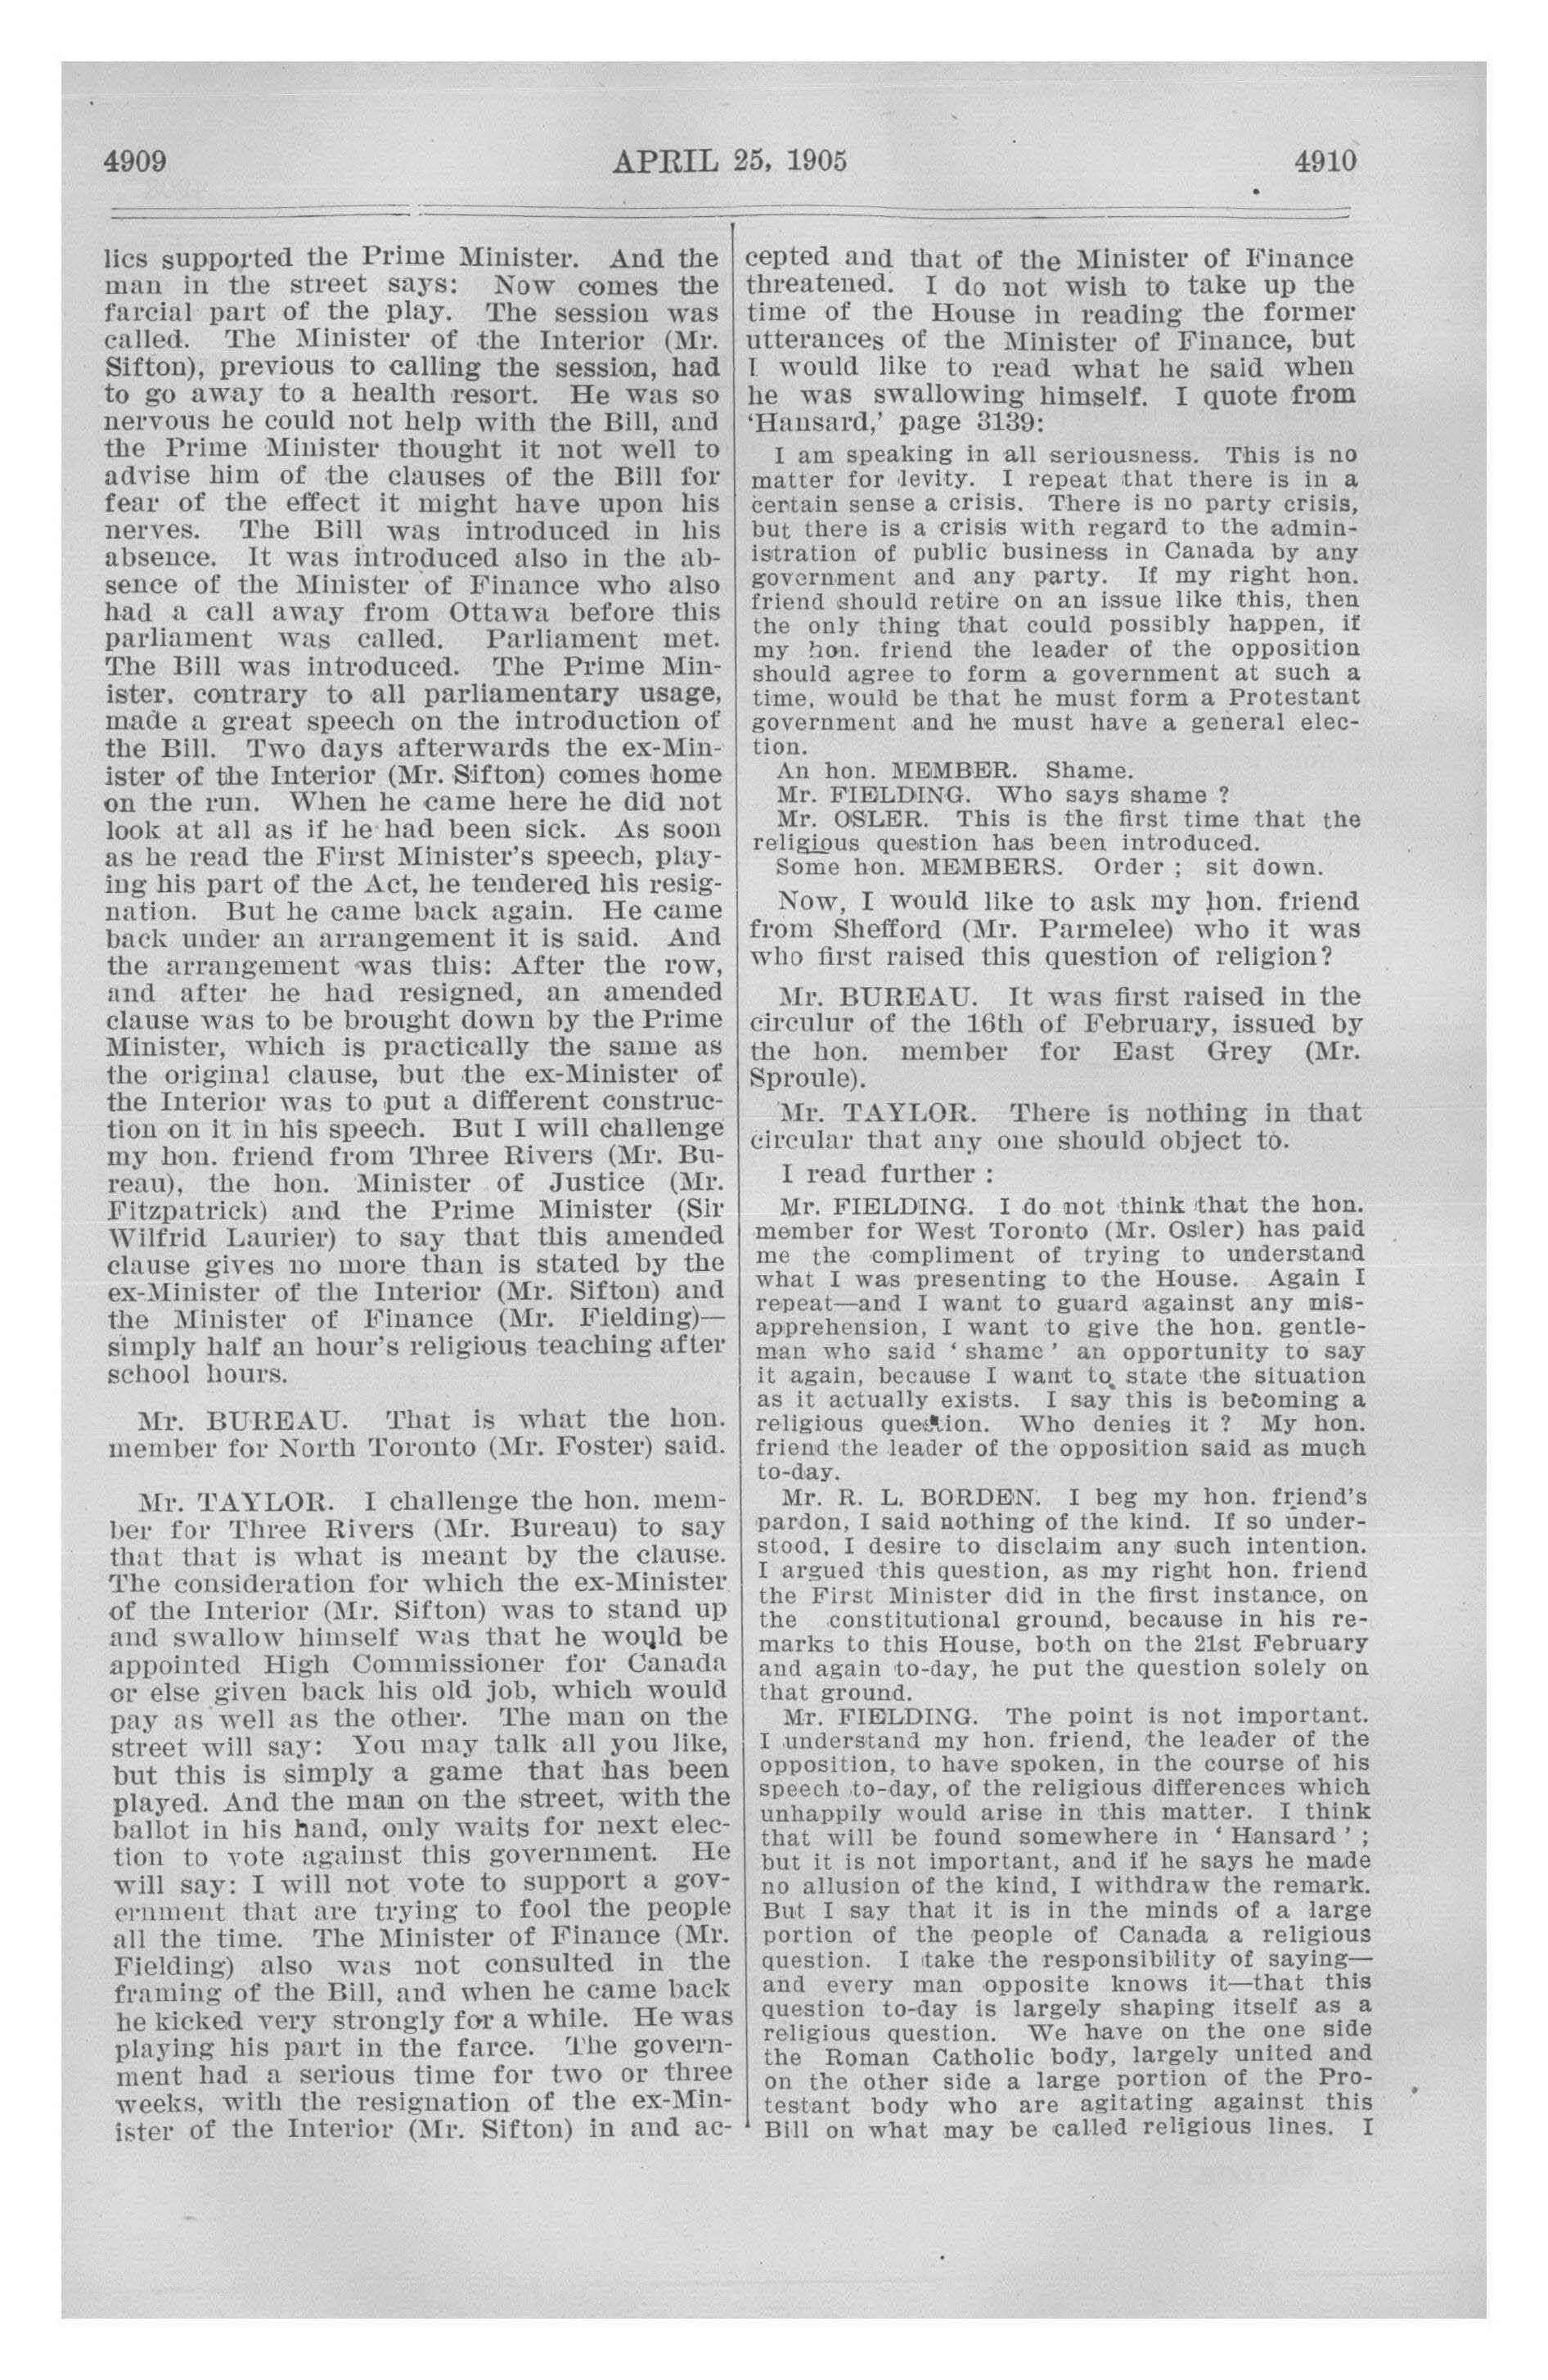 4909
APRIL 25, 1905
4910
lics supported the Prime Minister. And the
man in the street says: Now comes the
farcial part of the play. The session was
called. The Minister of the Interior (Mr.
Sifton), previous to calling the session, had
to go away to a health resort. He was so
nervous he could not help with the Bill, and
the Prime Minister thought it not well to
advise him of the clauses of the Bill for
fear of the effect it might have upon his
nerves. The Bill was introduced in his
absence. It was introduced also in the ab-
sence of the Minister of Finance who also
had a call away from Ottawa before this
parliament was called. Parliament met.
The Bill was introduced. The Prime Min-
ister, contrary to all parliamentary usage,
made a great speech on the introduction of
the Bill. Two days afterwards the ex-Min-
ister of the Interior (Mr. Sifton) comes home
on the run. When he came here he did not
look at all as if he had been sick. As soon
as he read the First Minister's speech, play-
ing his part of the Act, he tendered his resig-
nation. But he came back again. He came
back under an arrangement it is said. And
the arrangement was this: After the row,
and after he had resigned, an amended
clause was to be brought down by the Prime
Minister, which is practically the same as
the original clause, but the ex-Minister of
the Interior was to put a different construc-
tion on it in his speech. But I will challenge
my hon. friend from Three Rivers (Mr. Bu-
reau), the hon. Minister of Justice (Mr.
Fitzpatrick) and the Prime Minister (Sir
Wilfrid Laurier) to say that this amended
clause gives no more than is stated by the
ex-Minister of the Interior (Mr. Sifton) and
the Minister of Finance (Mr. Fielding)—
simply half an hour's religious teaching after
school hours.
Mr. BUREAU. That is what the hon.
member for North Toronto (Mr. Foster) said.
Mr. TAYLOR. I challenge the hon. mem-
ber for Three Rivers (Mr. Bureau) to say
that that is what is meant by the clause.
The consideration for which the ex-Minister
of the Interior (Mr. Sifton) was to stand up
and swallow himself was that he would be
appointed High Commissioner for Canada
or else given back his old job, which would
pay as well as the other. The man on the
street will say: You may talk all you like,
but this is simply a game that has been
played. And the man on the street, with the
ballot in his hand, only waits for next elec-
tion to vote against this government. He
will say: I will not vote to support a gov-
ernment that are trying to fool the people
all the time. The Minister of Finance (Mr.
Fielding) also was not consulted in the
framing of the Bill, and when he came back
he kicked very strongly for a while. He was
playing his part in the farce. The govern-
ment had a serious time for two or three
weeks, with the resignation of the ex-Min-
ister of the Interior (Mr. Sifton) in and ac-
cepted and that of the Minister of Finance
threatened. I do not wish to take up the
time of the House in reading the former
utterances of the Minister of Finance, but
I would like to read what he said when
he was swallowing himself. I quote from
'Hansard,' page 3139:
I am speaking in all seriousness. This is no
matter for levity. I repeat that there is in a
certain sense a crisis. There is no party crisis,
but there is a crisis with regard to the admin-
istration of public business in Canada by any
government and any party. If my right hon.
friend should retire on an issue like this, then
the only thing that could possibly happen, if
my hon. friend the leader of the opposition
should agree to form a government at such a
time, would be that he must form a Protestant
government and he must have a general elec-
tion.
An hon. MEMBER. Shame.
Mr. FIELDING. Who says shame ?
Mr. OSLER. This is the first time that the
religious question has been introduced.
Some hon. MEMBERS. Order ; sit down.
Now, I would like to ask my hon. friend
from Shefford (Mr. Parmelee) who it was
who first raised this question of religion?
Mr. BUREAU. It was first raised in the
circulur of the 16th of February, issued by
the hon. member for East Grey (Mr.
Sproule).
Mr. TAYLOR. There is nothing in that
circular that any one should object to.
I read further :
Mr. FIELDING. I do not think that the hon.
member for West Toronto (Mr. Osler) has paid
me the compliment of trying to understand
what I was presenting to the House. Again I
repeat—and I want to guard against any mis-
apprehension, I want to give the hon. gentle-
man who said ' shame ' an opportunity to say
it again, because I want to state the situation
as it actually exists. I say this is becoming a
religious question. Who denies it ? My hon.
friend the leader of the opposition said as much
to-day.
Mr. R. L. BORDEN. I beg my hon. friend's
pardon, I said nothing of the kind. If so under-
stood, I desire to disclaim any such intention.
I argued this question, as my right hon. friend
the First Minister did in the first instance, on
the constitutional ground, because in his re-
marks to this House, both on the 21st February
and again to-day, he put the question solely on
that ground.
Mr. FIELDING. The point is not important.
I understand my hon. friend, the leader of the
opposition, to have spoken, in the course of his
speech to-day, of the religious differences which
unhappily would arise in this matter. I think
that will be found somewhere in ' Hansard ' ;
but it is not important, and if he says he made
no allusion of the kind, I withdraw the remark.
But I say that it is in the minds of a large
portion of the people of Canada a religious
question. I take the responsibility of saying—
and every man opposite knows it—that this
question to-day is largely shaping itself as a
religious question. We have on the one side
the Roman Catholic body, largely united and
on the other side a large portion of the Pro-
testant body who are agitating against this
Bill on what may be called religious lines. I